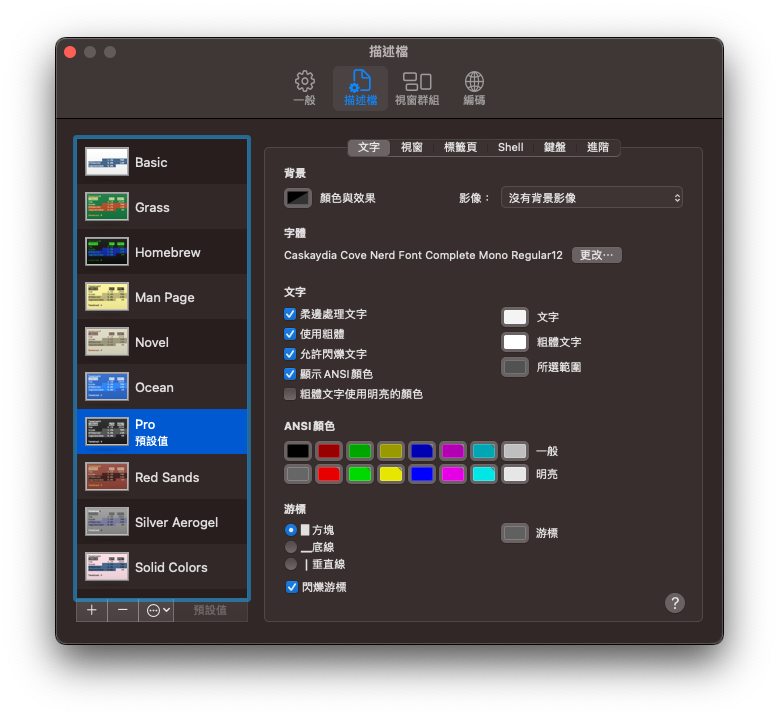 描述檔
一般
描述檔
視窗群組
編碼
Basic
Grass
Homebrew
Man Page
Novel
Ocean
Pro
預設值
Red Sands
Silver Aerogel
Solid Colors
預設值
文字 視窗 標籤頁 Shell 鍵盤 進階
背景
顏色與效果
影像： 沒有背景影像
字體
Caskaydia Cove Nerd Font Complete Mono Regular12 更改⋯
文字
柔邊處理文字
使用粗體
允許閃爍文字
顯示 ANSI 顏色
粗體文字使用明亮的顏色
文字
粗體文字
所選範圍
ANSI 顏色
一般
明亮
游標
方塊
底線
垂直線
閃爍游標
游標
?